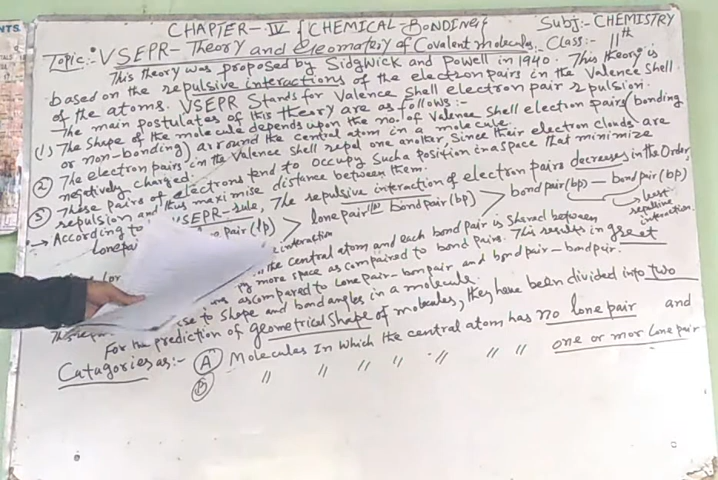 CHAPTER-IV CHEMICAL-BONDING Subj:- CHEMISTRY
Topic:- VSEPR-Theory and Geomatery of Covalent molecules. Class:- 11th
This theory was proposed by Sidgwick and Powell in 1940. This theory is
based on the repulsive interactions of the electron pairs in the Valence Shell
of the atoms. VSEPR Stands for Valence Shell electron pair repulsion.
The main postulates of this theory are as follows:-
(1) The shape of the molecule depends upon the no. of Valence Shell electron pairs (bonding
or non-bonding) around the central atom in a molecule.
(2) The electron pairs in the Valence Shell repel one another, Since their electron clouds are
negetively charged.
(3) These pairs of electrons tend to occupy such a position in a space that minimize
repulsion and thus maximise distance between them.
→ According to VSEPR-rule, The repulsive interaction of electron pairs decreases in the Order,
lonepair pair (lp) > lone pair bond pair (bp) > bond pair (bp) — bond pair (bp)
interaction
least repulsive interaction.
the central atom and each bond pair is shared between
more space as compaired to bond pairs. This results in great
as compared to lone pair-bon pair and bond pair-bond pair.
to shape and bond angles in a molecule.
For the prediction of geometrical Shape of molecules, they have been divided into two
Catagories as:- (A) Molecules In which the central atom has no lone pair and
(B) " " " " " " " one or mor Lone pair